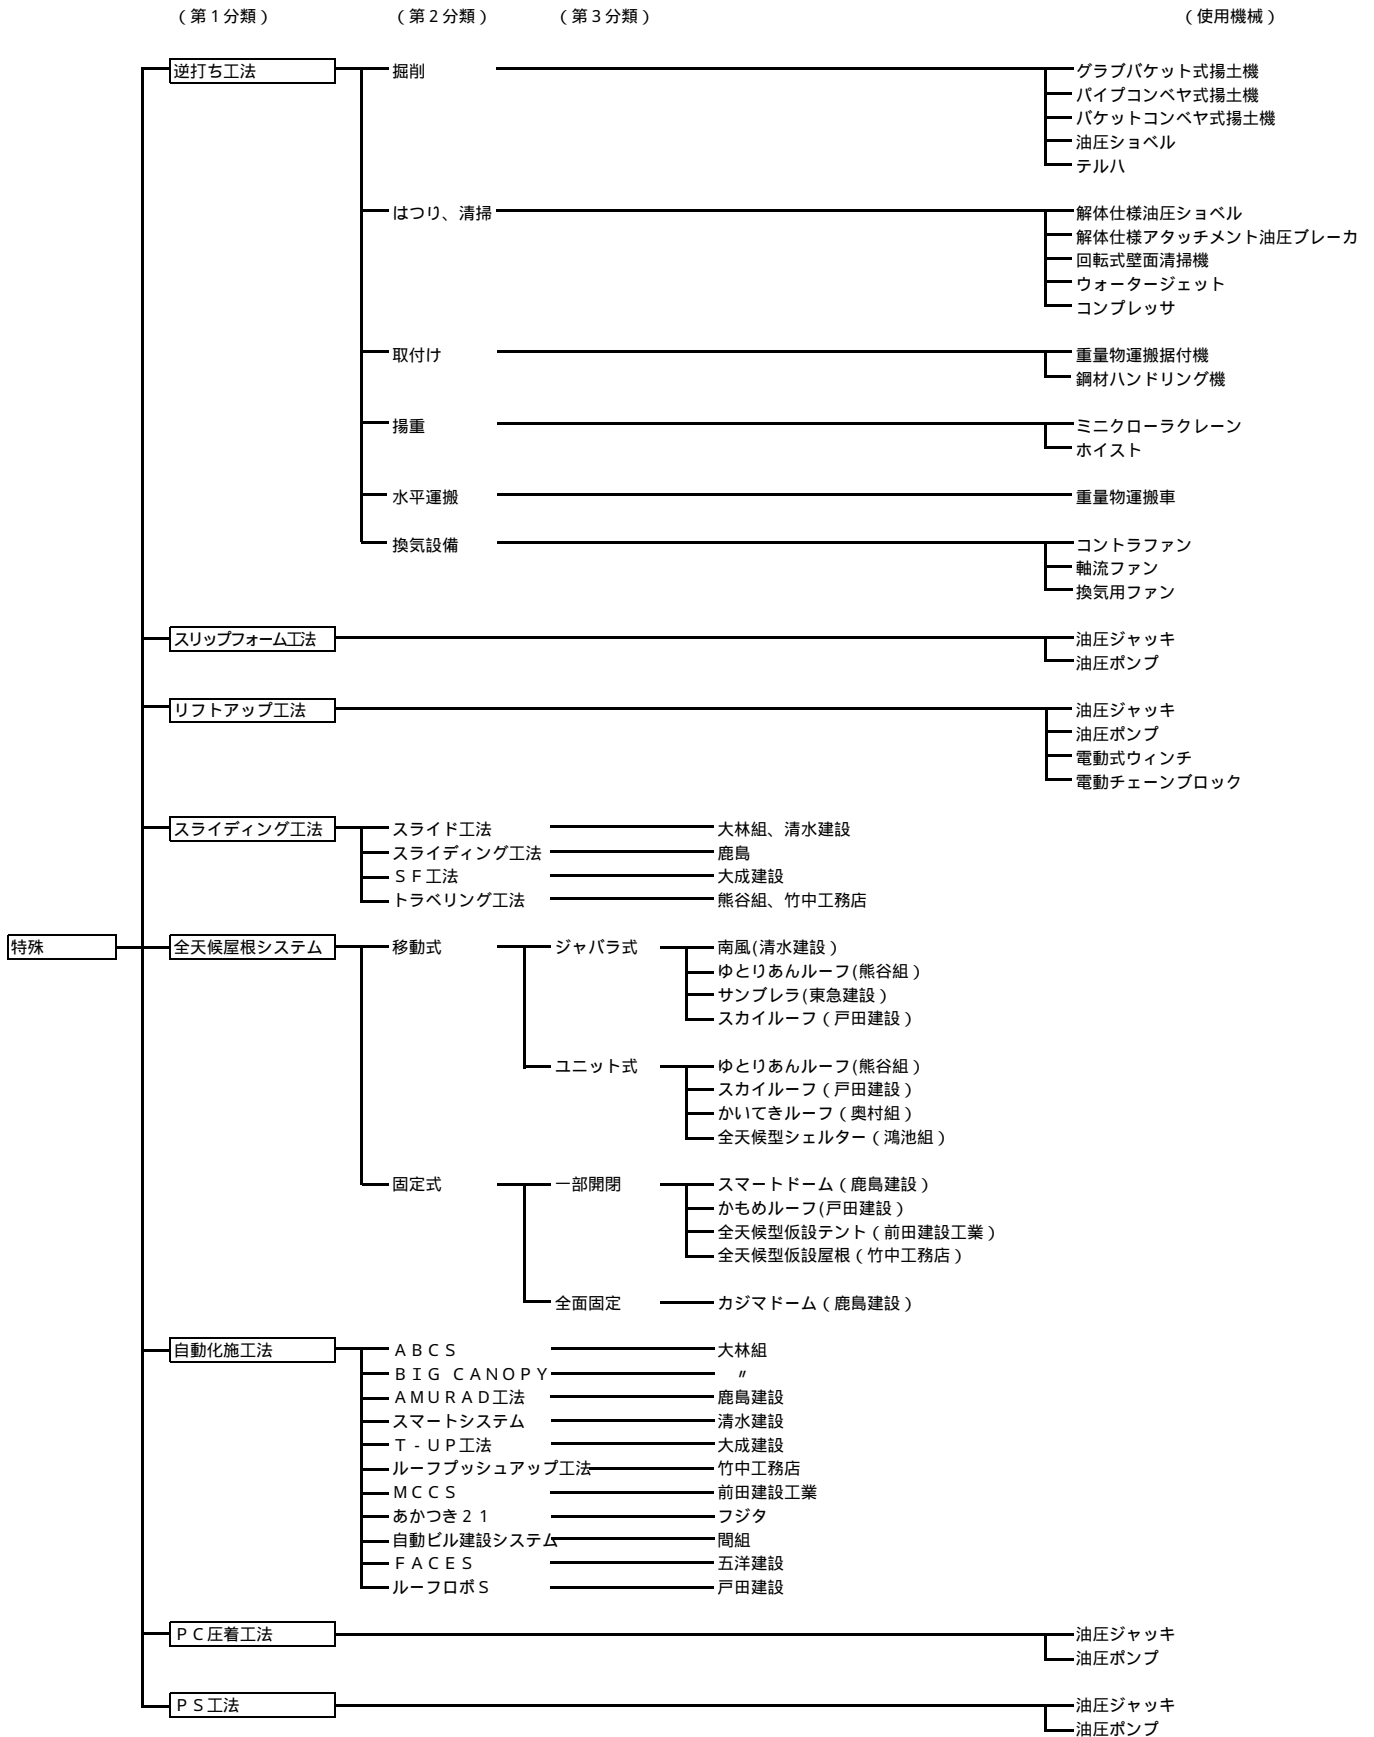 （第１分類） （第２分類） （第３分類） （使用機械）
逆打ち工法 掘削 グラブバケット式揚土機
パイプコンベヤ式揚土機
バケットコンベヤ式揚土機
油圧ショベル
テルハ
はつり、清掃 解体仕様油圧ショベル
解体仕様アタッチメント油圧ブレーカ
回転式壁面清掃機
ウォータージェット
コンプレッサ
取付け 重量物運搬据付機
鋼材ハンドリング機
揚重 ミニクローラクレーン
ホイスト
水平運搬 重量物運搬車
換気設備 コントラファン
軸流ファン
換気用ファン
スリップフォーム工法 油圧ジャッキ
油圧ポンプ
リフトアップ工法 油圧ジャッキ
油圧ポンプ
電動式ウィンチ
電動チェーンブロック
スライディング工法 スライド工法 大林組、清水建設
スライディング工法 鹿島
ＳＦ工法 大成建設
トラベリング工法 熊谷組、竹中工務店
特殊 全天候屋根システム 移動式 ジャバラ式 南風(清水建設）
ゆとりあんルーフ(熊谷組）
サンブレラ(東急建設）
スカイルーフ（戸田建設）
ユニット式 ゆとりあんルーフ(熊谷組）
スカイルーフ（戸田建設）
かいてきルーフ（奥村組）
全天候型シェルター（鴻池組）
固定式 一部開閉 スマートドーム（鹿島建設）
かもめルーフ(戸田建設）
全天候型仮設テント（前田建設工業）
全天候型仮設屋根（竹中工務店）
全面固定 カジマドーム（鹿島建設）
自動化施工法 ＡＢＣＳ 大林組
ＢＩＧ ＣＡＮＯＰＹ 〃
ＡＭＵＲＡＤ工法 鹿島建設
スマートシステム 清水建設
Ｔ‐ＵＰ工法 大成建設
ルーフプッシュアップ工法 竹中工務店
ＭＣＣＳ 前田建設工業
あかつき２１ フジタ
自動ビル建設システム 間組
ＦＡＣＥＳ 五洋建設
ルーフロボＳ 戸田建設
ＰＣ圧着工法 油圧ジャッキ
油圧ポンプ
ＰＳ工法 油圧ジャッキ
油圧ポンプ